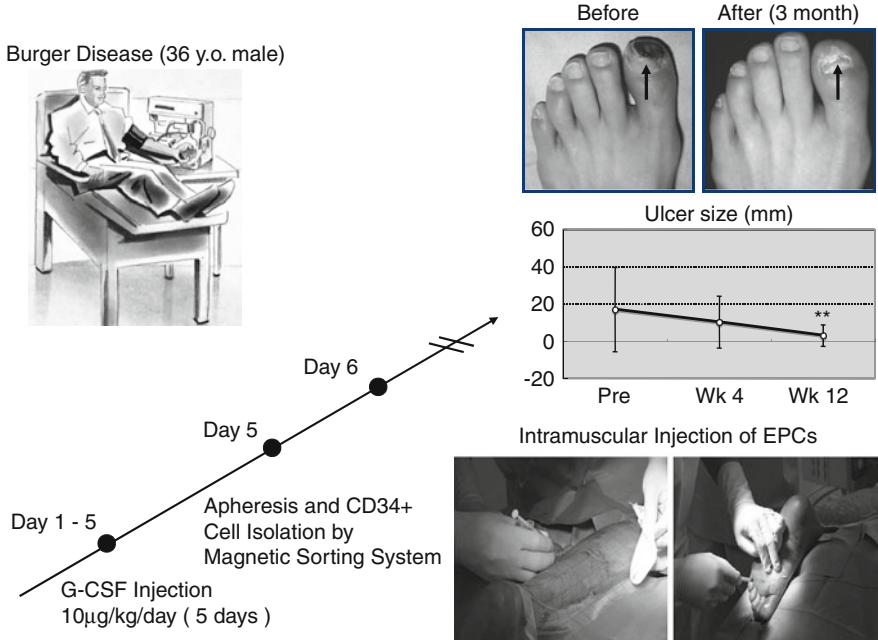 Burger Disease (36 y.o. male)
Before
After (3 month)
Ulcer size (mm)
60
40
20
0
-20
**
Pre
Wk 4
Wk 12
Day 6
Day 5
Day 1 - 5
Apheresis and CD34+
Cell Isolation by
Magnetic Sorting System
G-CSF Injection
10μg/kg/day ( 5 days )
Intramuscular Injection of EPCs